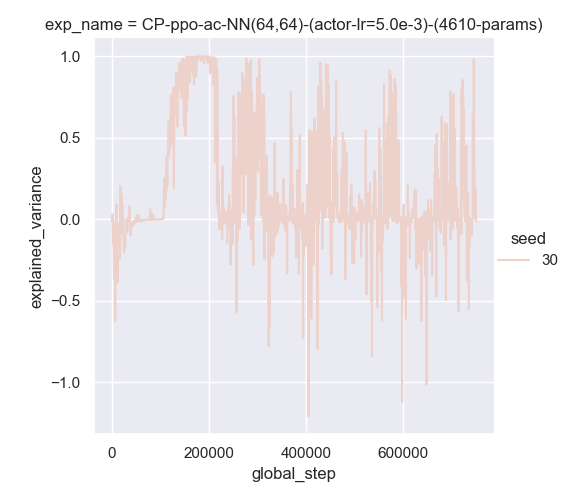 exp_name = CP-ppo-ac-NN(64,64)-(actor-lr=5.0e-3)-(4610-params)
1.0
0.5
0.0
−0.5
−1.0
explained_variance
0
200000
400000
600000
global_step
seed
30